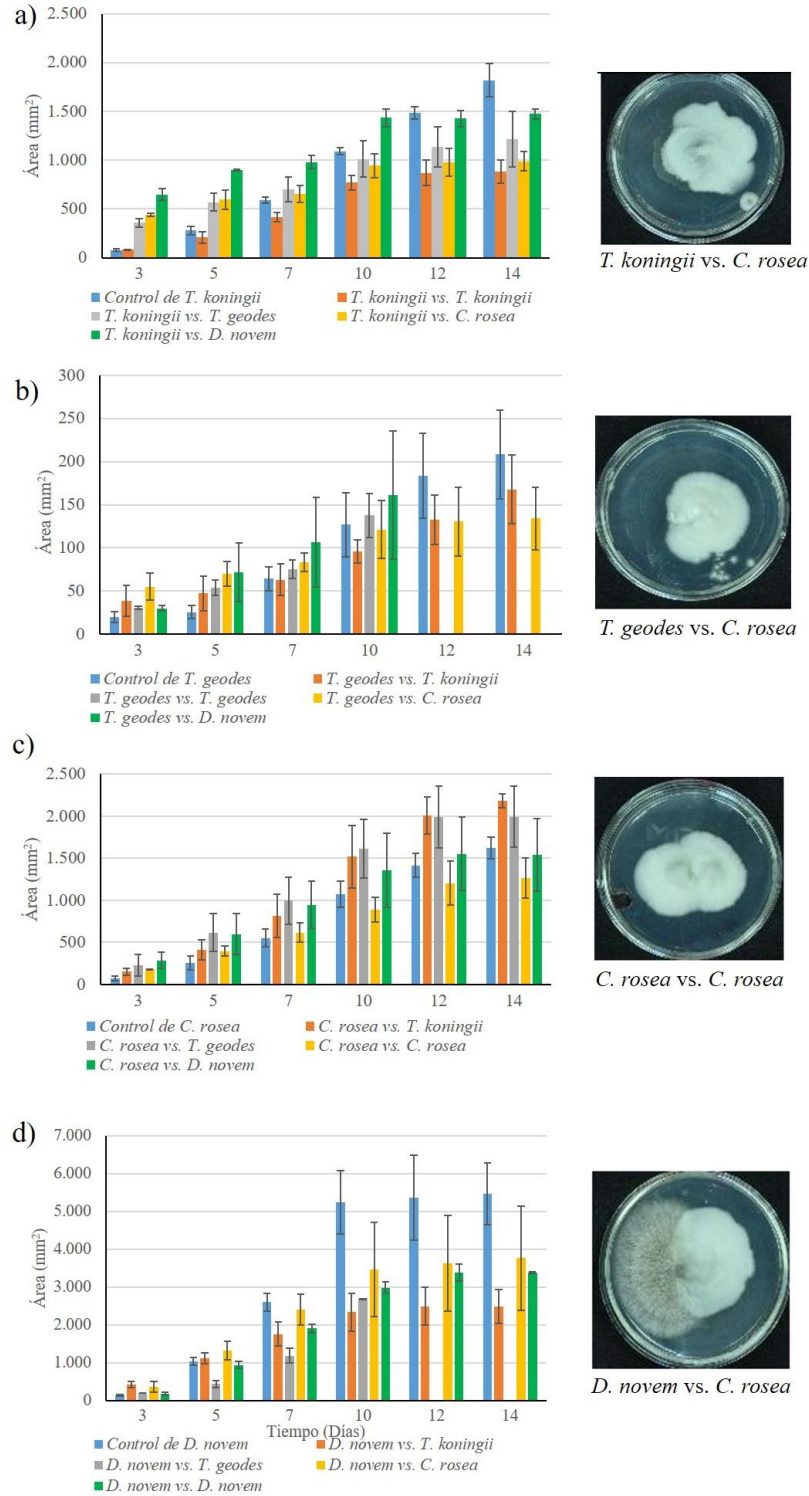 a)
2.500
2.000
1.500
1.000
500
0
Área (mm²)
3 5 7 10 12 14
Control de T. koningii T. koningii vs. T. koningii
T. koningii vs. T. geodes T. koningii vs. C. rosea
T. koningii vs. D. novem
T. koningii vs. C. rosea
b)
300
250
200
150
100
50
0
Área (mm²)
3 5 7 10 12 14
Control de T. geodes T. geodes vs. T. koningii
T. geodes vs. T. geodes T. geodes vs. C. rosea
T. geodes vs. D. novem
T. geodes vs. C. rosea
c)
2.500
2.000
1.500
1.000
500
0
Área (mm²)
3 5 7 10 12 14
Control de C. rosea C. rosea vs. T. koningii
C. rosea vs. T. geodes C. rosea vs. C. rosea
C. rosea vs. D. novem
C. rosea vs. C. rosea
d)
7.000
6.000
5.000
4.000
3.000
2.000
1.000
0
Área (mm²)
3 5 7 10 12 14
Tiempo (Días)
Control de D. novem D. novem vs. T. koningii
D. novem vs. T. geodes D. novem vs. C. rosea
D. novem vs. D. novem
D. novem vs. C. rosea